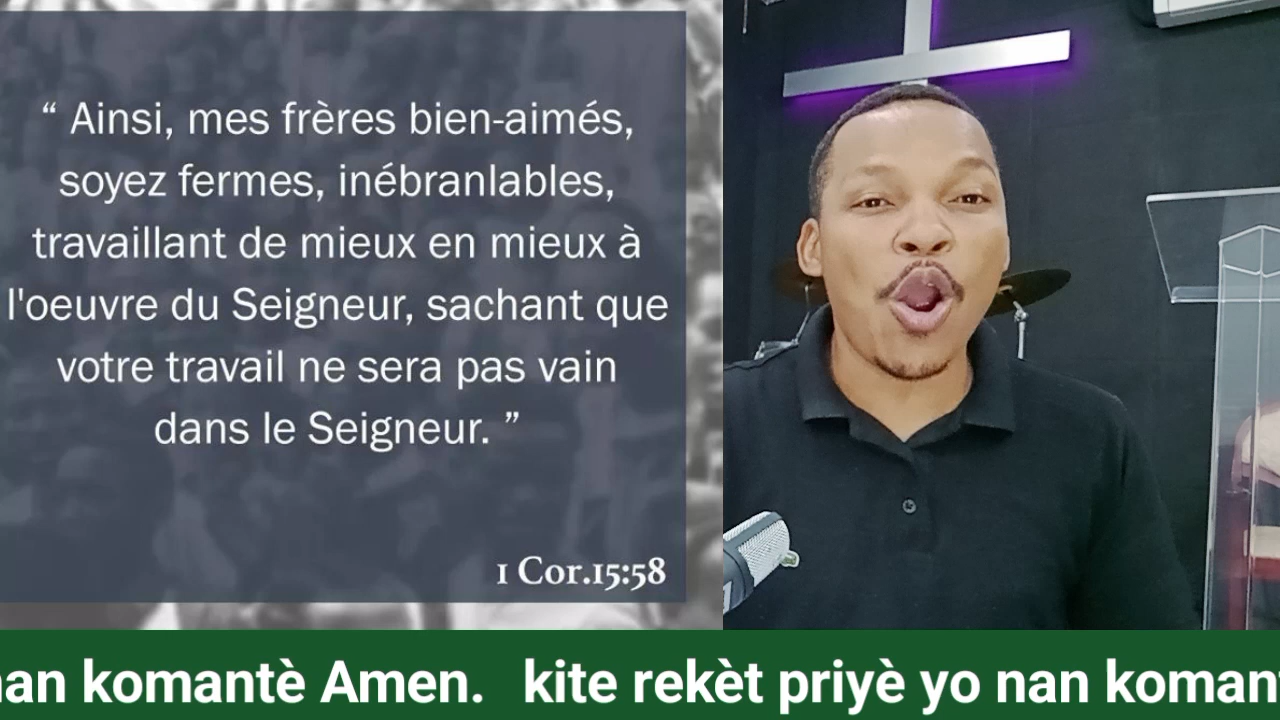 “ Ainsi, mes frères bien-aimés,
soyez fermes, inébranlables,
travaillant de mieux en mieux à
l'oeuvre du Seigneur, sachant que
votre travail ne sera pas vain
dans le Seigneur. ”
1 Cor.15:58
nan komantè Amen. kite rekèt priyè yo nan komant